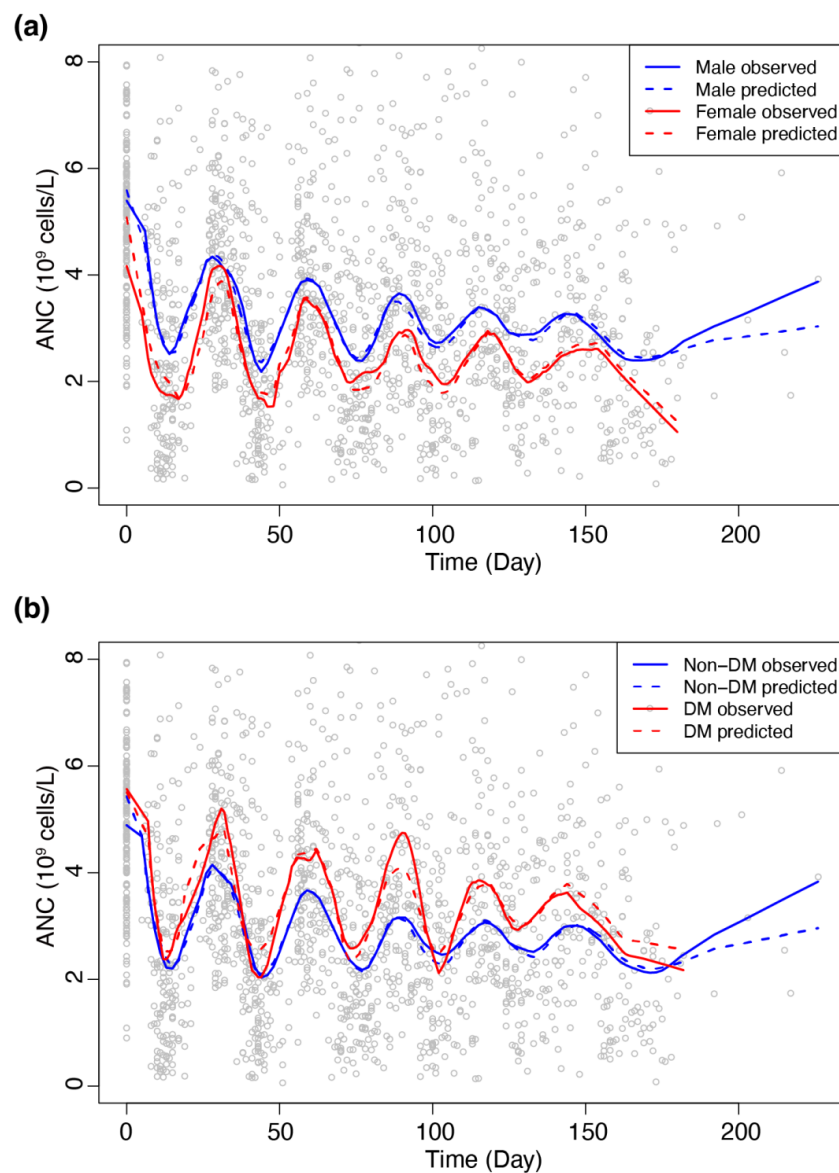 (a)
ANC (10⁹ cells/L)
8
6
4
2
0
Male observed
Male predicted
Female observed
Female predicted
0 50 100 150 200
Time (Day)
(b)
ANC (10⁹ cells/L)
8
6
4
2
0
Non−DM observed
Non−DM predicted
DM observed
DM predicted
0 50 100 150 200
Time (Day)